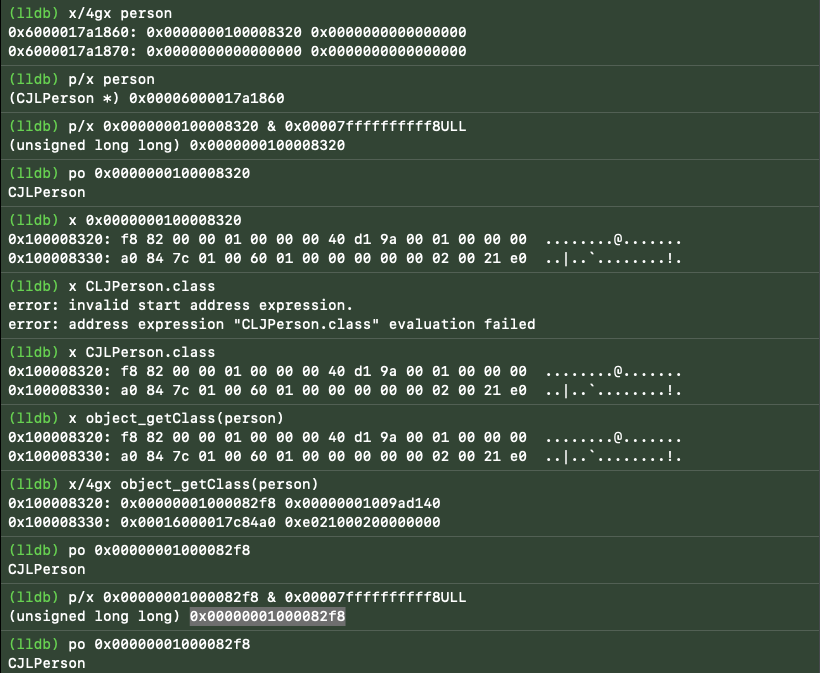 (lldb) x/4gx person
0x6000017a1860: 0x0000000100008320 0x0000000000000000
0x6000017a1870: 0x0000000000000000 0x0000000000000000
(lldb) p/x person
(CJLPerson *) 0x00006000017a1860
(lldb) p/x 0x0000000100008320 & 0x00007ffffffffff8ULL
(unsigned long long) 0x0000000100008320
(lldb) po 0x0000000100008320
CJLPerson
(lldb) x 0x0000000100008320
0x100008320: f8 82 00 00 01 00 00 00 40 d1 9a 00 01 00 00 00  ........@.......
0x100008330: a0 84 7c 01 00 60 01 00 00 00 00 00 02 00 21 e0  ..|..`........!.
(lldb) x CLJPerson.class
error: invalid start address expression.
error: address expression "CLJPerson.class" evaluation failed
(lldb) x CJLPerson.class
0x100008320: f8 82 00 00 01 00 00 00 40 d1 9a 00 01 00 00 00  ........@.......
0x100008330: a0 84 7c 01 00 60 01 00 00 00 00 00 02 00 21 e0  ..|..`........!.
(lldb) x object_getClass(person)
0x100008320: f8 82 00 00 01 00 00 00 40 d1 9a 00 01 00 00 00  ........@.......
0x100008330: a0 84 7c 01 00 60 01 00 00 00 00 00 02 00 21 e0  ..|..`........!.
(lldb) x/4gx object_getClass(person)
0x100008320: 0x00000001000082f8 0x00000001009ad140
0x100008330: 0x00016000017c84a0 0xe021000200000000
(lldb) po 0x00000001000082f8
CJLPerson
(lldb) p/x 0x00000001000082f8 & 0x00007ffffffffff8ULL
(unsigned long long) 0x00000001000082f8
(lldb) po 0x00000001000082f8
CJLPerson